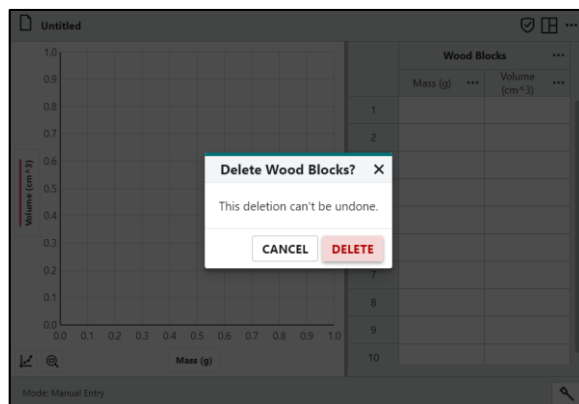 Untitled
1.0
0.9
0.8
0.7
0.6
0.5
0.4
0.3
0.2
0.1
0.0
Volume (cm^3)
0.0 0.1 0.2 0.3 0.4 0.5 0.6 0.7 0.8 0.9 1.0
Mass (g)
Wood Blocks
Mass (g) Volume
(cm^3)
1
2
7
8
9
10
Delete Wood Blocks?
This deletion can't be undone.
CANCEL DELETE
Mode: Manual Entry